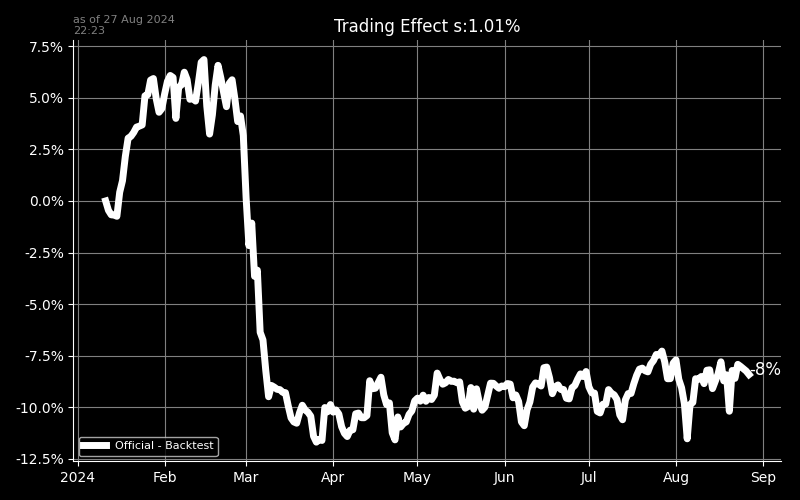 as of 27 Aug 2024
22:23
Trading Effect s:1.01%
7.5%
5.0%
2.5%
0.0%
-2.5%
-5.0%
-7.5%
-10.0%
-12.5%
-8%
Official - Backtest
2024 Feb Mar Apr May Jun Jul Aug Sep